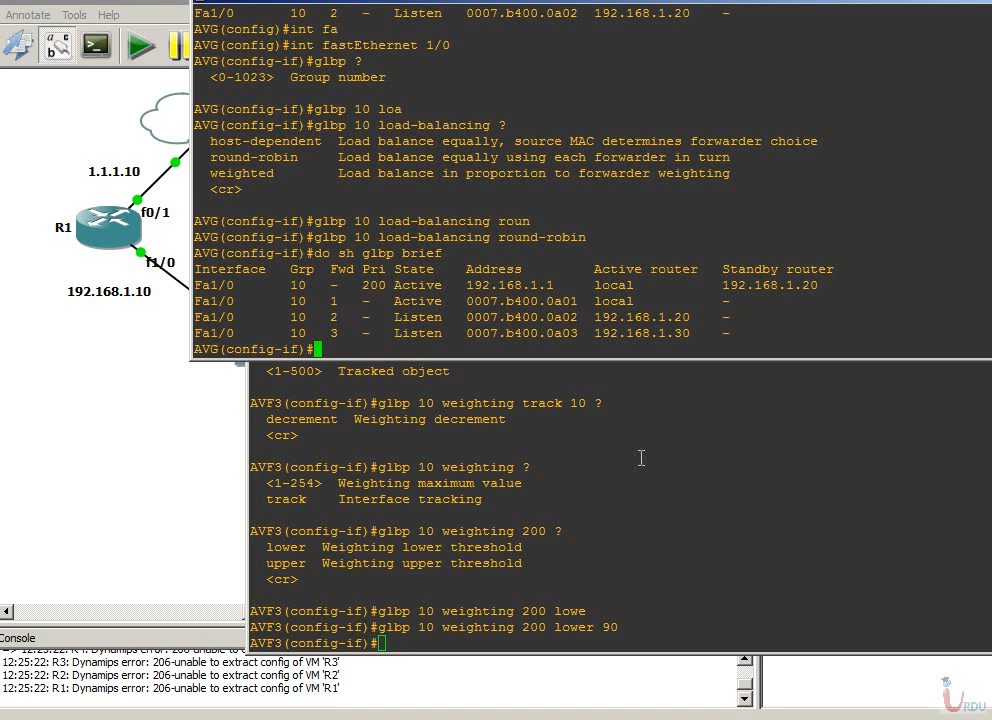 Annotate Tools Help
1.1.1.10
f0/1
R1
f1/0
192.168.1.10
Fa1/0 10 2 - Listen 0007.b400.0a02 192.168.1.20 -
AVG(config)#int fa
AVG(config)#int fastEthernet 1/0
AVG(config-if)#glbp ?
<0-1023> Group number
AVG(config-if)#glbp 10 loa
AVG(config-if)#glbp 10 load-balancing ?
host-dependent Load balance equally, source MAC determines forwarder choice
round-robin Load balance equally using each forwarder in turn
weighted Load balance in proportion to forwarder weighting
<cr>
AVG(config-if)#glbp 10 load-balancing roun
AVG(config-if)#glbp 10 load-balancing round-robin
AVG(config-if)#do sh glbp brief
Interface Grp Fwd Pri State Address Active router Standby router
Fa1/0 10 - 200 Active 192.168.1.1 local 192.168.1.20
Fa1/0 10 1 - Active 0007.b400.0a01 local -
Fa1/0 10 2 - Listen 0007.b400.0a02 192.168.1.20 -
Fa1/0 10 3 - Listen 0007.b400.0a03 192.168.1.30 -
AVG(config-if)#
<1-500> Tracked object
AVF3(config-if)#glbp 10 weighting track 10 ?
decrement Weighting decrement
<cr>
AVF3(config-if)#glbp 10 weighting ?
<1-254> Weighting maximum value
track Interface tracking
AVF3(config-if)#glbp 10 weighting 200 ?
lower Weighting lower threshold
upper Weighting upper threshold
<cr>
AVF3(config-if)#glbp 10 weighting 200 lowe
AVF3(config-if)#glbp 10 weighting 200 lower 90
AVF3(config-if)#
Console
12:25:22: R3: Dynamips error: 206-unable to extract config of VM 'R3'
12:25:22: R2: Dynamips error: 206-unable to extract config of VM 'R2'
12:25:22: R1: Dynamips error: 206-unable to extract config of VM 'R1'
URDU